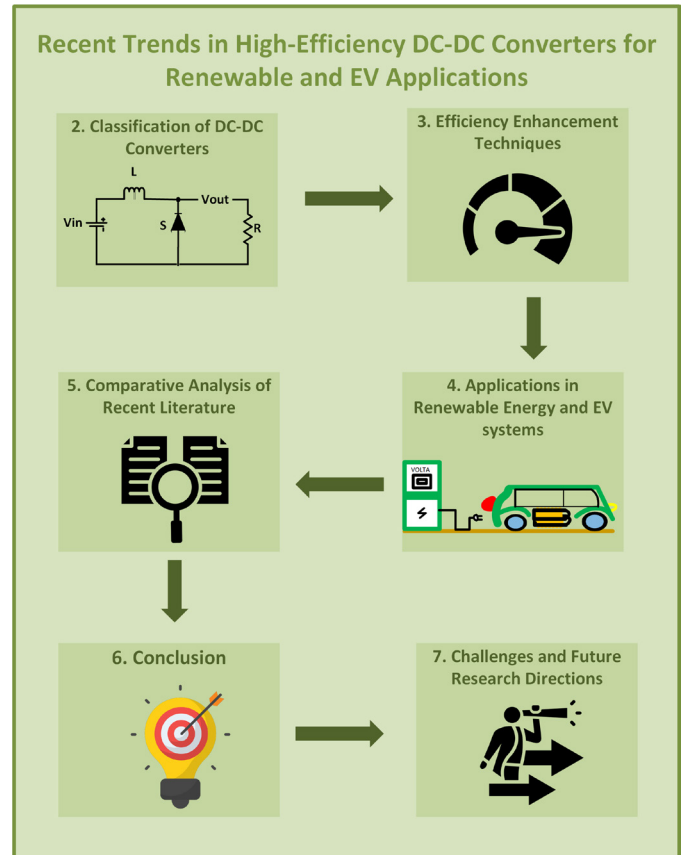 Recent Trends in High-Efficiency DC-DC Converters for
Renewable and EV Applications
2. Classification of DC-DC
Converters
L
Vin
S
Vout
R
3. Efficiency Enhancement
Techniques
4. Applications in
Renewable Energy and EV
systems
VOLTA
5. Comparative Analysis of
Recent Literature
6. Conclusion
7. Challenges and Future
Research Directions